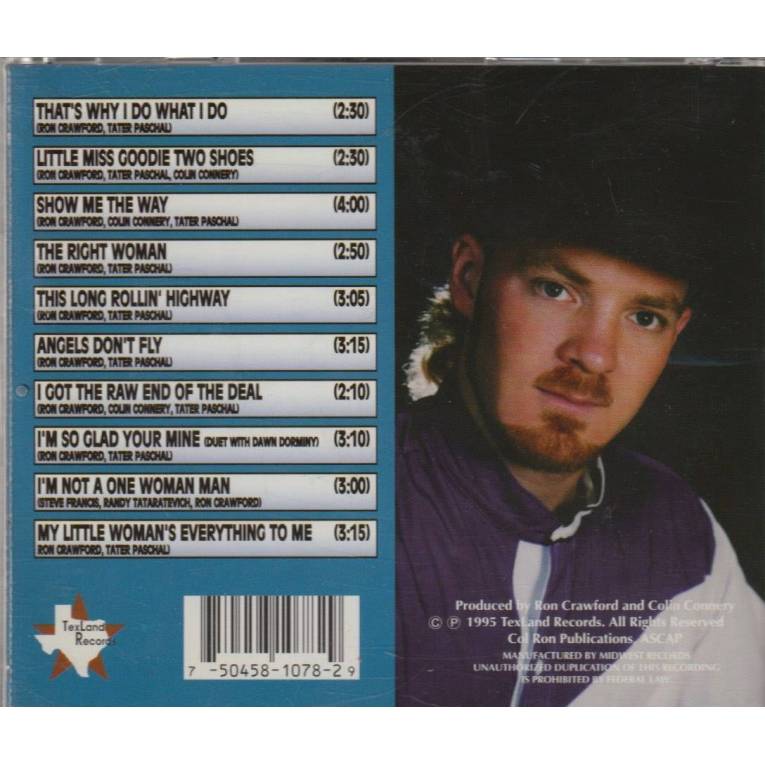 THAT'S WHY I DO WHAT I DO (2:30)
(RON CRAWFORD, TATER PASCHAL)
LITTLE MISS GOODIE TWO SHOES (2:30)
(RON CRAWFORD, TATER PASCHAL, COLIN CONNERY)
SHOW ME THE WAY (4:00)
(RON CRAWFORD, COLIN CONNERY, TATER PASCHAL)
THE RIGHT WOMAN (2:50)
(RON CRAWFORD, TATER PASCHAL)
THIS LONG ROLLIN' HIGHWAY (3:05)
(RON CRAWFORD, TATER PASCHAL)
ANGELS DON'T FLY (3:15)
(RON CRAWFORD, TATER PASCHAL)
I GOT THE RAW END OF THE DEAL (2:10)
(RON CRAWFORD, COLIN CONNERY, TATER PASCHAL)
I'M SO GLAD YOUR MINE (DUET WITH DAWN DORMINY) (3:10)
(RON CRAWFORD, TATER PASCHAL)
I'M NOT A ONE WOMAN MAN (3:00)
(STEVE FRANCIS, RANDY TATARATEVICH, RON CRAWFORD)
MY LITTLE WOMAN'S EVERYTHING TO ME (3:15)
RON CRAWFORD, TATER PASCHAL)
TexLand
Records
7 -50458-1078-2 9
Produced by Ron Crawford and Colin Connery
© ℗ 1995 TexLand Records. All Rights Reserved
Col Ron Publications, ASCAP
MANUFACTURED BY MIDWEST RECORDS
UNAUTHORIZED DUPLICATION OF THIS RECORDING
IS PROHIBITED BY FEDERAL LAW.